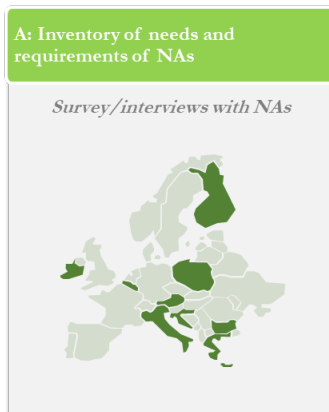 A: Inventory of needs and
requirements of NAs
Survey/interviews with NAs